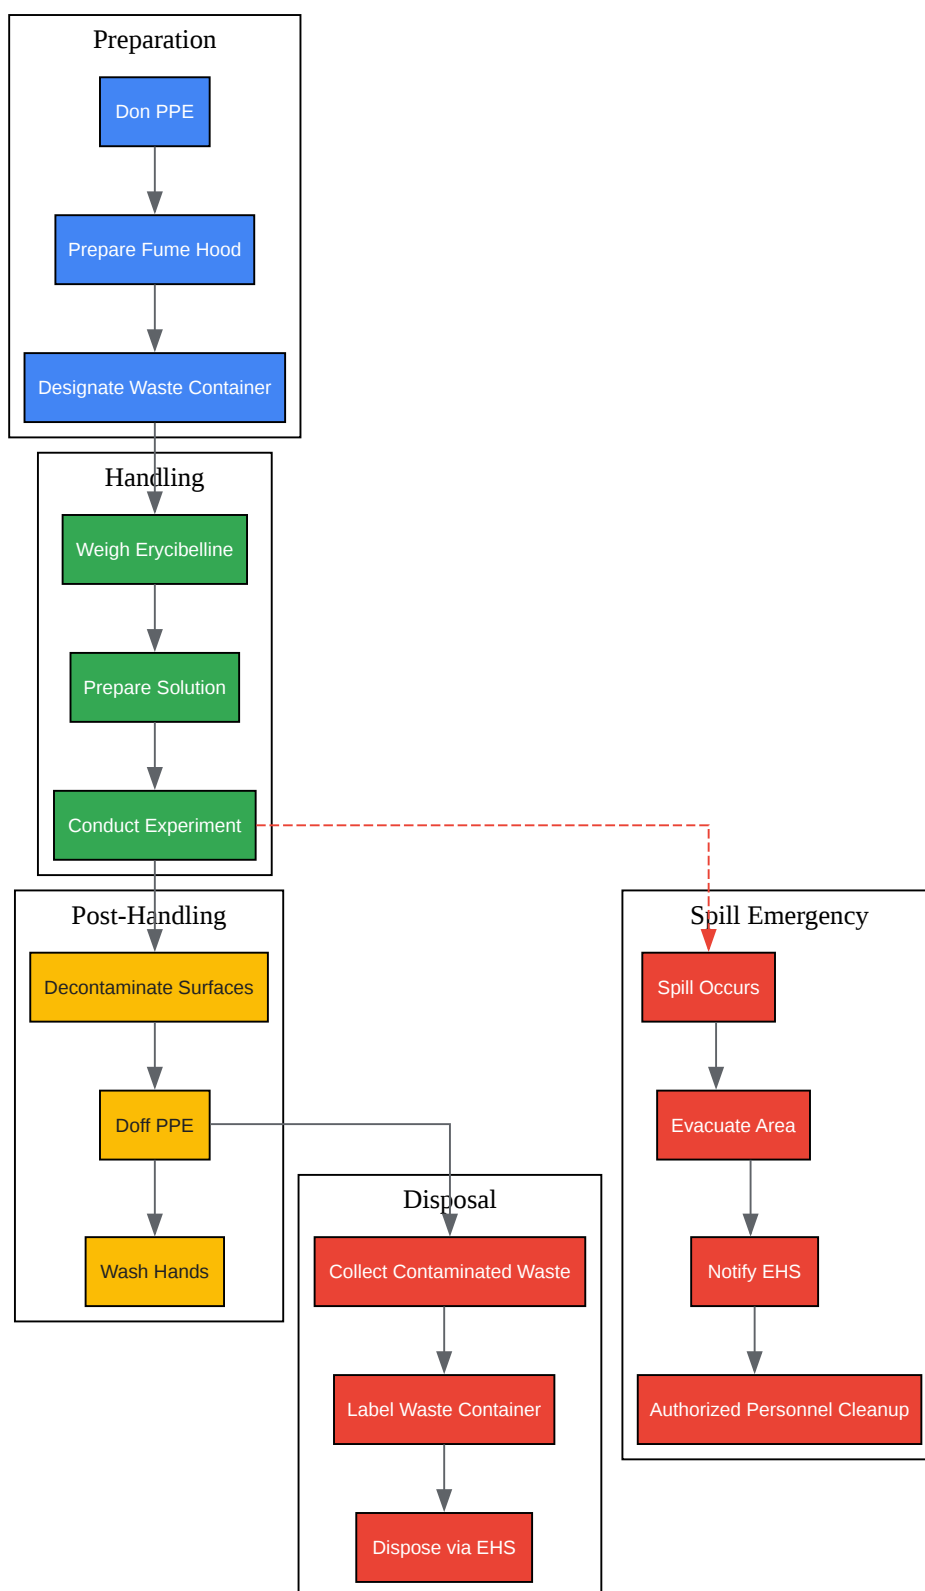 Preparation
Don PPE
Prepare Fume Hood
Designate Waste Container
Handling
Weigh Erycibelline
Prepare Solution
Conduct Experiment
Post-Handling
Decontaminate Surfaces
Doff PPE
Wash Hands
Disposal
Collect Contaminated Waste
Label Waste Container
Dispose via EHS
Spill Emergency
Spill Occurs
Evacuate Area
Notify EHS
Authorized Personnel Cleanup